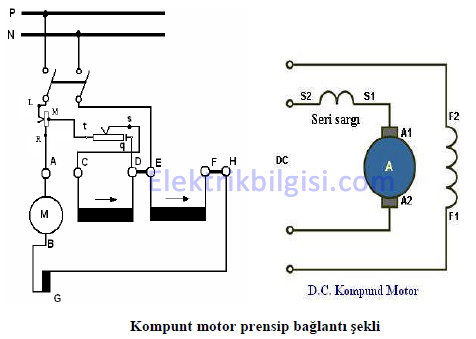 P
N
L
M
R
t
s
q
A
C
D
E
F
H
M
B
G
S2
S1
Seri sargı
F2
A1
DC
A
A2
F1
D.C. Kompund Motor
Elektrikbilgisi.com
Kompunt motor prensip bağlantı şekli